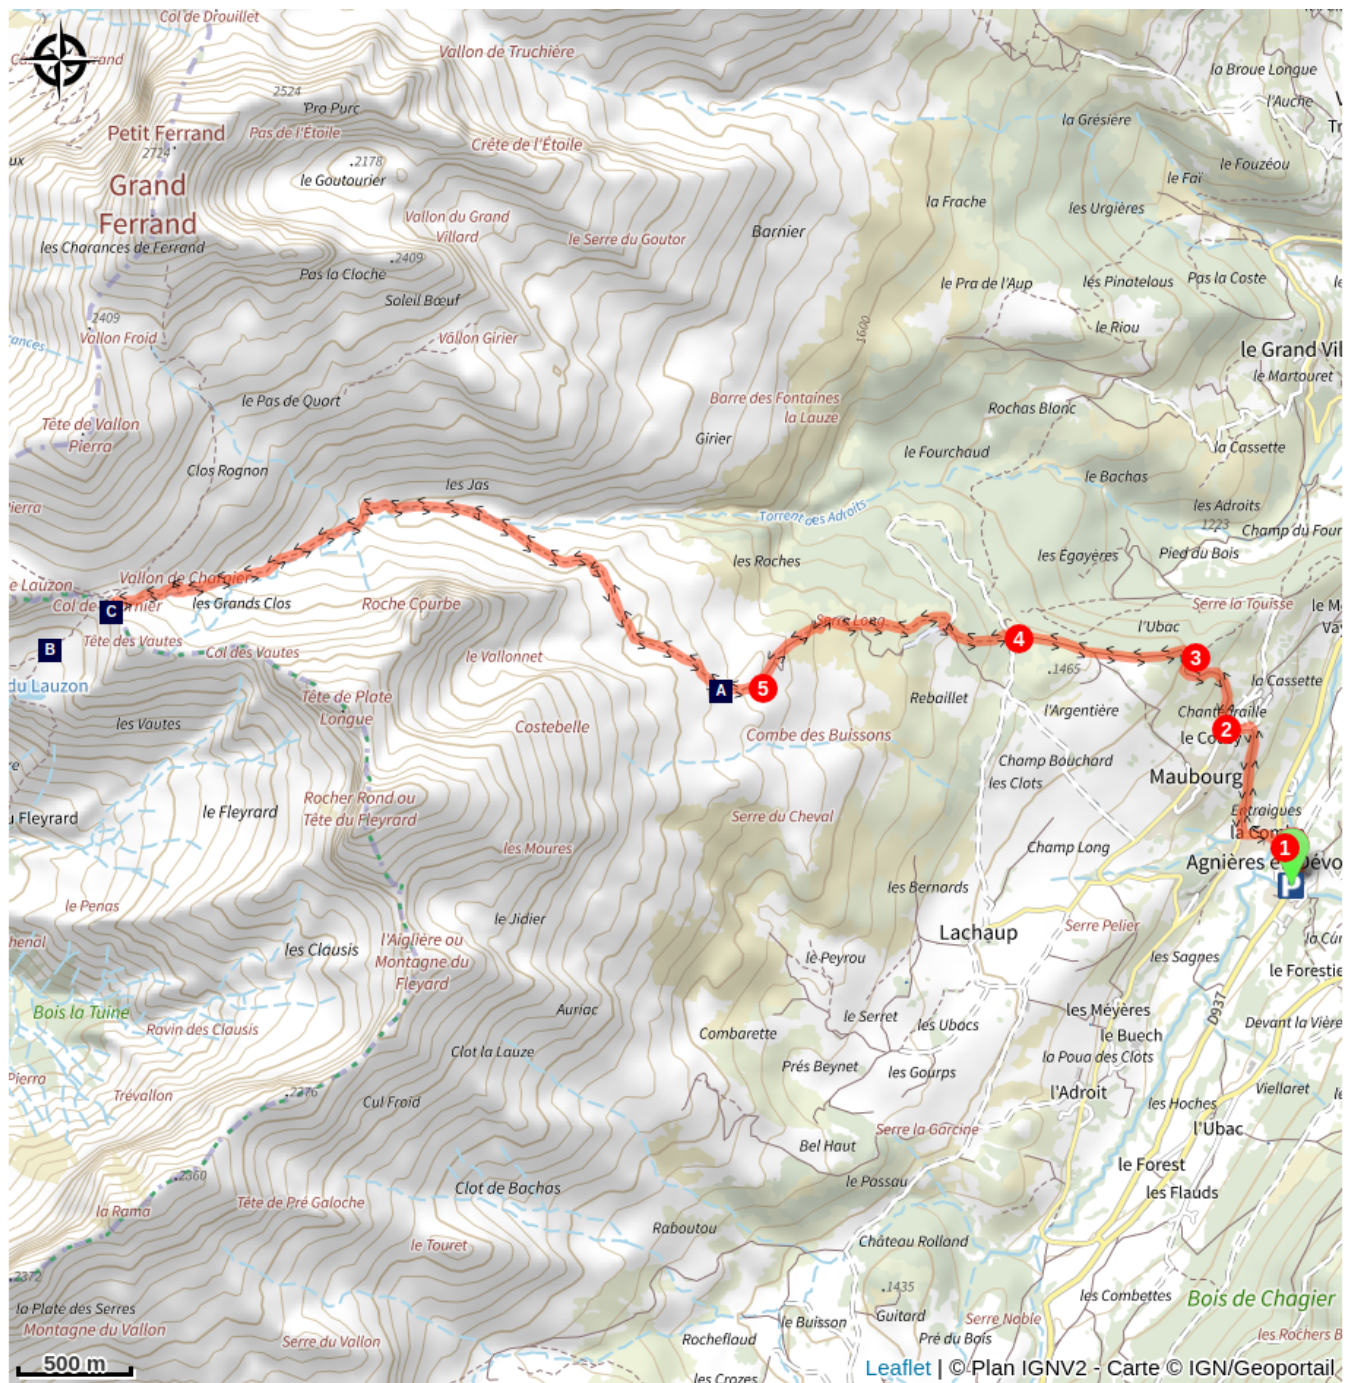 Col de Drouillet
Vallon de Truchière
la Broue Longue
l'Auche
2524
'Pra Purc
la Grésière
Petit Ferrand
Pas de l'Étoile
Crête de l'Étoile
2724
.2178
le Fouzéou
Grand
Ferrand
le Goutourier
le Faï
la Frache
les Urgières
Vallon du Grand
Villard
Barnier
le Serre du Goutor
les Charances de Ferrand
.2409
Pas la Cloche
le Pra de l'Aup
les Pinatelous
Pas la Coste
Soleil Bœuf
2409
Vallon Froid
Vallon Girier
1600
le Riou
le Grand Vil
le Martouret
le Pas de Quort
Barre des Fontaines
la Lauze
Rochas Blanc
Tête de Vallon
Pierra
Girier
la Cassette
le Fourchaud
Clos Rognon
les Jas
le Bachas
les Adroits
Torrent des Adroits
1223
Champ du Four
les Roches
les Égayères
Pied du Bois
e Lauzon
Vallon de Charnier
les Grands Clos
Roche Courbe
Serre la Touisse
C
Serre Long
l'Ubac
4
3
Tête des Vautes
Col des Vautes
B
le Vallonnet
.1465
du Lauzon
A
5
Rebaillet
la Cassette
Tête de Plate
Longue
l'Argentière
les Vautes
Costebelle
Combe des Buissons
2
Champ Bouchard
les Clots
Maubourg
Rocher Rond ou
Tête du Fleyrard
le Fleyrard
Serre du Cheval
Entraigues
u Fleyrard
les Moures
Champ Long
1
Agnières e
Dévo
P
les Bernards
le Penas
le Jidier
Lachaup
Serre Pelier
les Clausis
l'Aiglière ou
Montagne du
Fleyard
le Peyrou
les Sagnes
la Cur
le Forestie
Bois la Tuine
Auriac
le Serret
les Méyères
D937
Ravin des Clausis
Combarette
les Ubacs
le Buech
Devant la Vière
Clot la Lauze
la Poua des Clots
Prés Beynet
les Gourps
Pierra
Trévallon
.2276
Cul Froid
l'Adroit
Viellaret
les Hoches
l'Ubac
Serre la Garcine
Bel Haut
le Forest
.2360
le Passau
les Flauds
Clot de Bachas
Tête de Pré Galoche
la Rama
Raboutou
le Touret
Château Rolland
.2372
.1435
les Combettes
Bois de Chagier
la Plate des Serres
Guitard
Serre Noble
le Buisson
Montagne du Vallon
Serre du Vallon
Rocheflaud
Pré du Bois
les Rochers B
500 m
les Crozes
Leaflet | © Plan IGNV2 - Carte © IGN/Geoportail